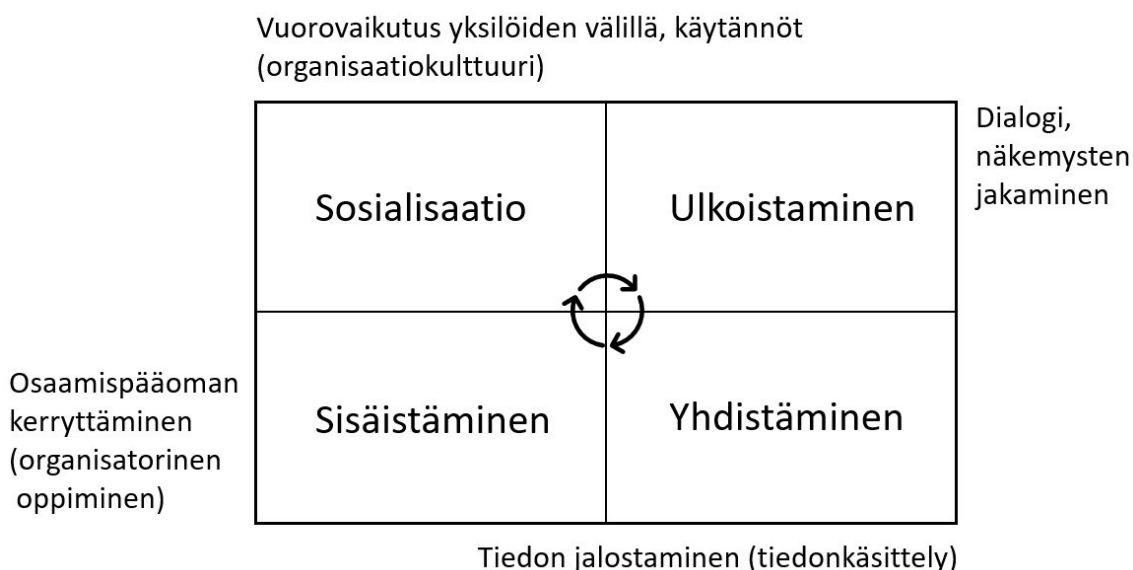 Vuorovaikutus yksilöiden välillä, käytännöt
(organisaatiokulttuuri)
Dialogi,
näkemysten
jakaminen
Sosialisaatio
Ulkoistaminen
Osaamispääoman
kerryttäminen
(organisatorinen
oppiminen)
Sisäistäminen
Yhdistäminen
Tiedon jalostaminen (tiedonkäsittely)